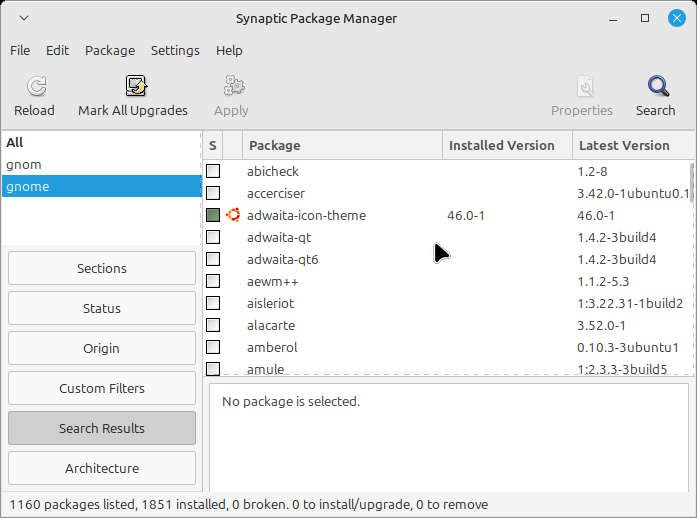 Synaptic Package Manager
File Edit Package Settings Help
Reload Mark All Upgrades Apply Properties Search
All
gnom
gnome
Sections
Status
Origin
Custom Filters
Search Results
Architecture
S Package Installed Version Latest Version
abicheck 1.2-8
accerciser 3.42.0-1ubuntu0.1
adwaita-icon-theme 46.0-1 46.0-1
adwaita-qt 1.4.2-3build4
adwaita-qt6 1.4.2-3build4
aewm++ 1.1.2-5.3
aisleriot 1:3.22.31-1build2
alacarte 3.52.0-1
amberol 0.10.3-3ubuntu1
amule 1:2.3.3-3build5
No package is selected.
1160 packages listed, 1851 installed, 0 broken. 0 to install/upgrade, 0 to remove